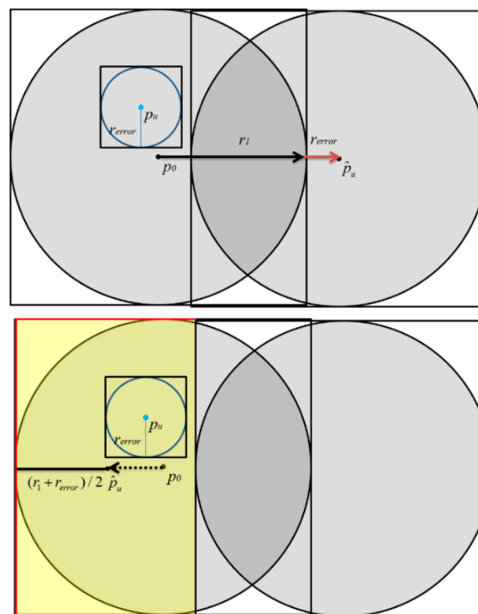 p_u
r_error
r_1 r_error
p_0 p̂_u
p_u
r_error
(r_1 + r_error) / 2 p̂_u p_0